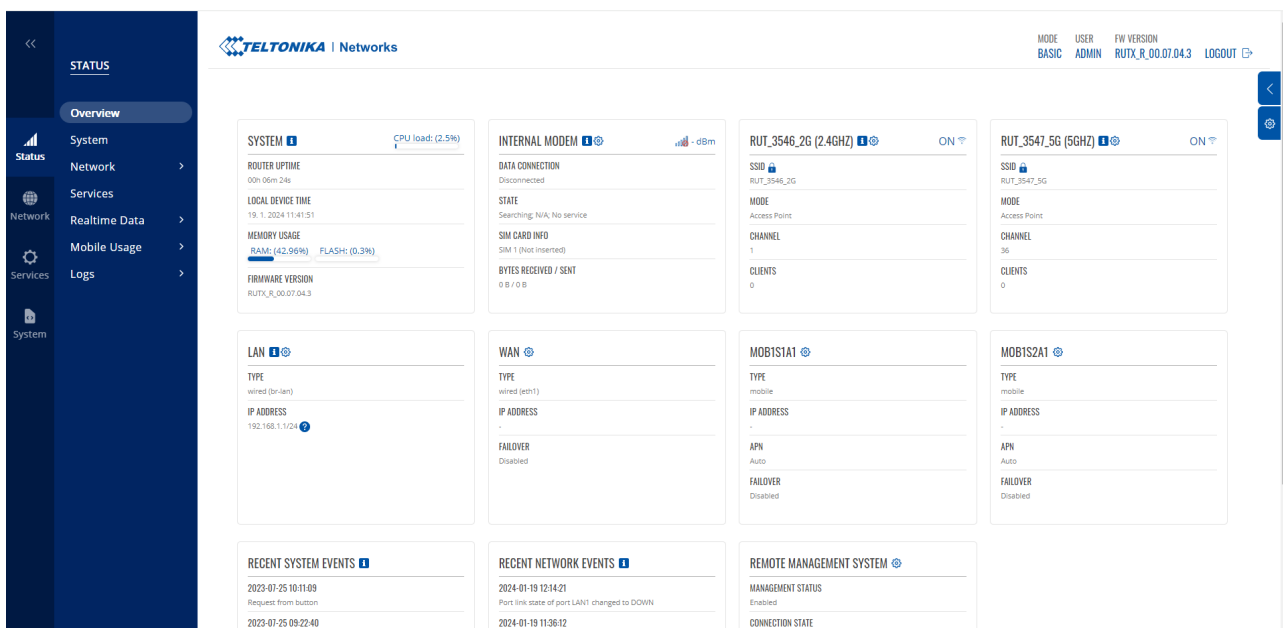 TELTONIKA | Networks
MODE
BASIC
USER
ADMIN
FW VERSION
RUTX_R_00.07.04.3
LOGOUT
STATUS
Overview
System
Network
Services
Realtime Data
Mobile Usage
Logs
Status
Network
Services
System
SYSTEM
CPU load: (2.5%)
ROUTER UPTIME
00h 06m 24s
LOCAL DEVICE TIME
19. 1. 2024 11:41:51
MEMORY USAGE
RAM: (42.96%) FLASH: (0.3%)
FIRMWARE VERSION
RUTX_R_00.07.04.3
INTERNAL MODEM
- dBm
DATA CONNECTION
Disconnected
STATE
Searching; N/A; No service
SIM CARD INFO
SIM 1 (Not inserted)
BYTES RECEIVED / SENT
0 B / 0 B
RUT_3546_2G (2.4GHZ)
ON
SSID
RUT_3546_2G
MODE
Access Point
CHANNEL
1
CLIENTS
0
RUT_3547_5G (5GHZ)
ON
SSID
RUT_3547_5G
MODE
Access Point
CHANNEL
36
CLIENTS
0
LAN
TYPE
wired (br-lan)
IP ADDRESS
192.168.1.1/24
WAN
TYPE
wired (eth1)
IP ADDRESS
-
FAILOVER
Disabled
MOB1S1A1
TYPE
mobile
IP ADDRESS
-
APN
Auto
FAILOVER
Disabled
MOB1S2A1
TYPE
mobile
IP ADDRESS
-
APN
Auto
FAILOVER
Disabled
RECENT SYSTEM EVENTS
2023-07-25 10:11:09
Request from button
2023-07-25 09:22:40
RECENT NETWORK EVENTS
2024-01-19 12:14:21
Port link state of port LAN1 changed to DOWN
2024-01-19 11:36:12
REMOTE MANAGEMENT SYSTEM
MANAGEMENT STATUS
Enabled
CONNECTION STATE